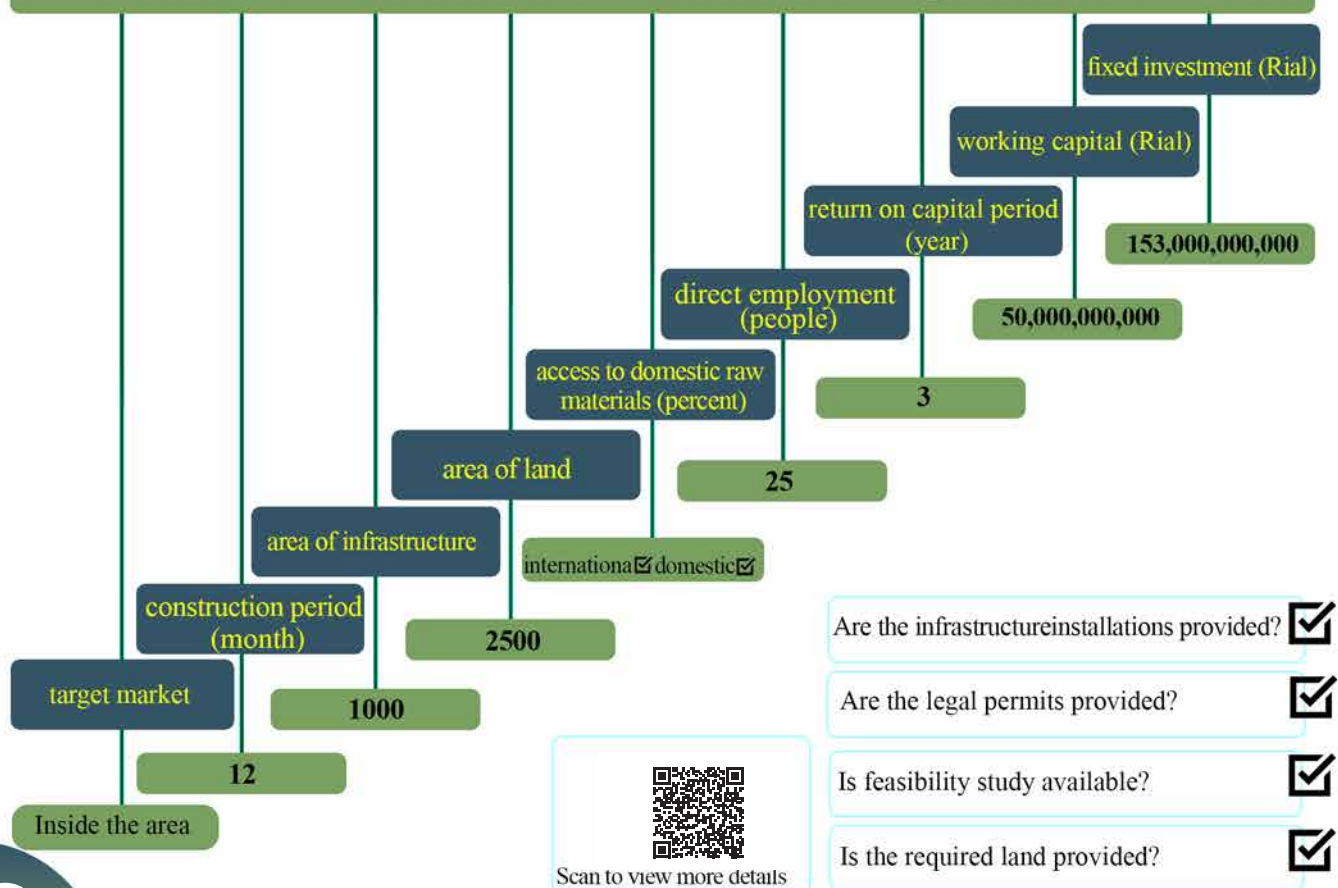 fixed investment (Rial)
153,000,000,000
working capital (Rial)
50,000,000,000
return on capital period
(year)
3
direct employment
(people)
25
access to domestic raw
materials (percent)
internationa☑ domestic☑
area of land
2500
area of infrastructure
1000
construction period
(month)
12
target market
Inside the area
Are the infrastructureinstallations provided? ☑
Are the legal permits provided? ☑
Is feasibility study available? ☑
Is the required land provided? ☑
Scan to view more details